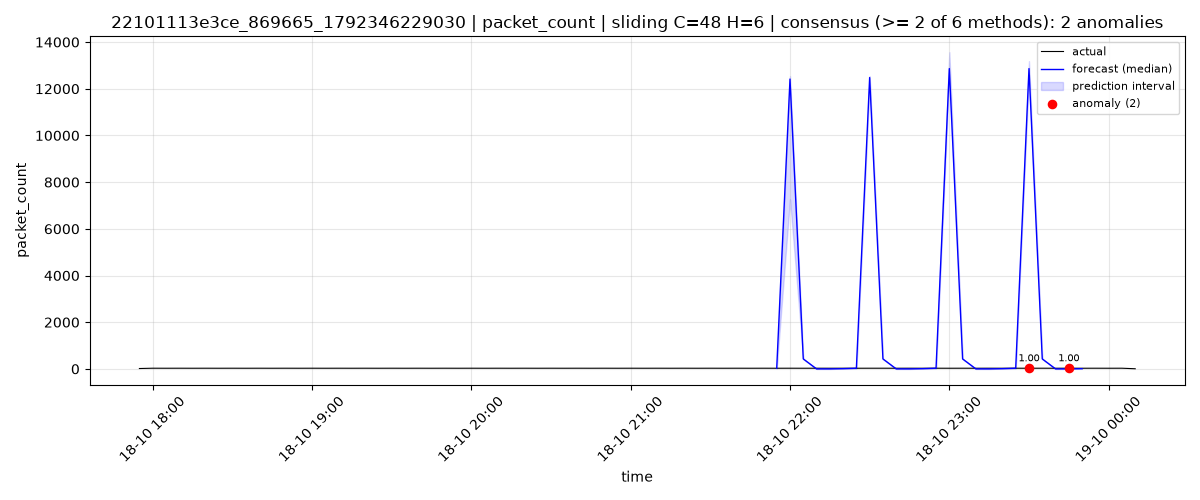 22101113e3ce_869665_1792346229030 | packet_count | sliding C=48 H=6 | consensus (>= 2 of 6 methods): 2 anomalies
14000
12000
10000
8000
6000
4000
2000
0
packet_count
actual
forecast (median)
prediction interval
anomaly (2)
1.00
1.00
18-10 18:00
18-10 19:00
18-10 20:00
18-10 21:00
18-10 22:00
18-10 23:00
19-10 00:00
time